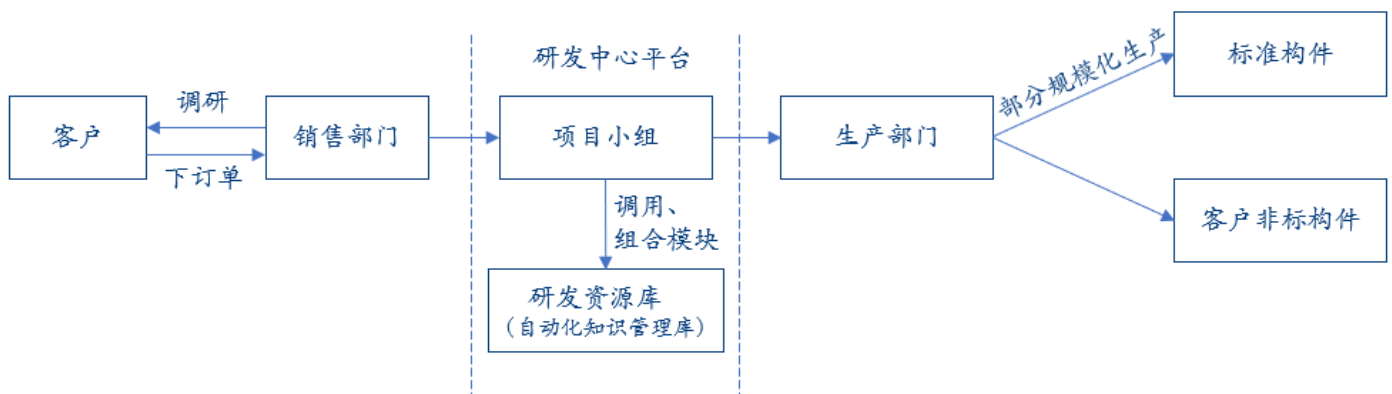 研发中心平台
客户
调研
下订单
销售部门
项目小组
调用、
组合模块
研发资源库
（自动化知识管理库）
生产部门
部分规模化生产
标准构件
客户非标构件